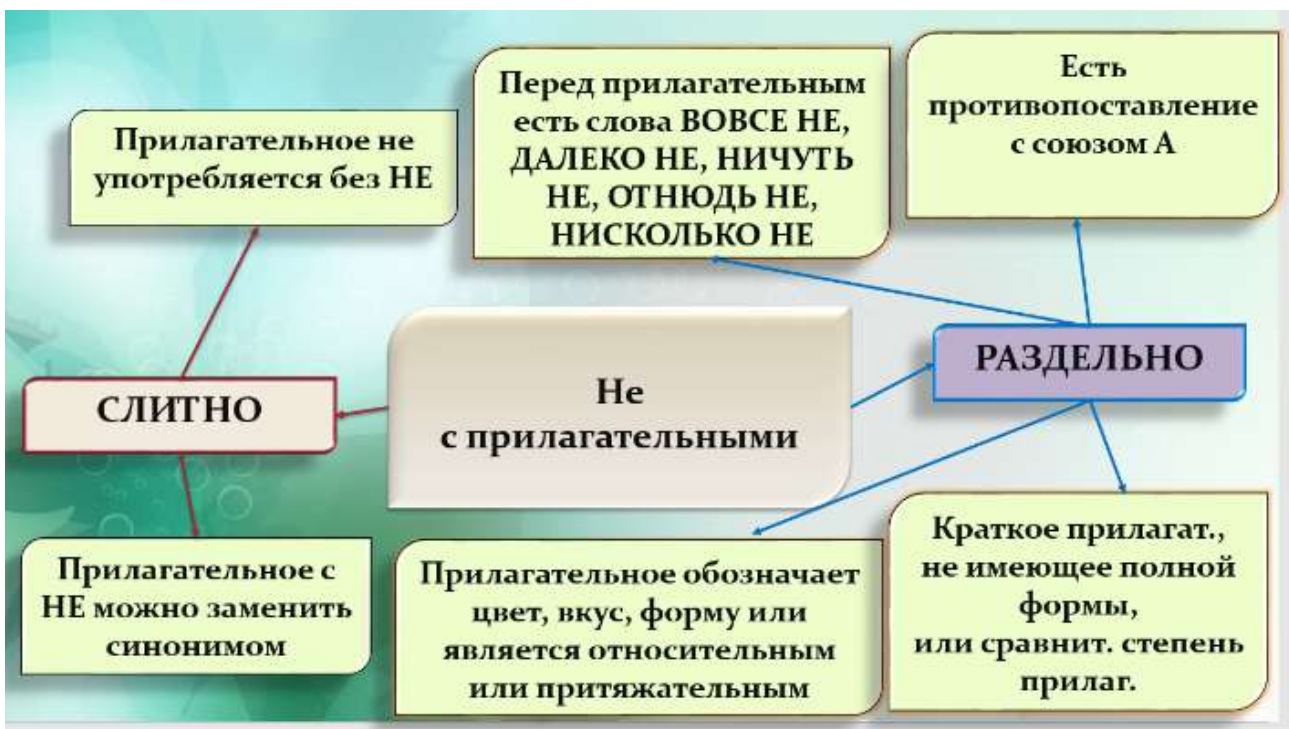 Прилагательное не
употребляется без НЕ
Перед прилагательным
есть слова ВОВСЕ НЕ,
ДАЛЕКО НЕ, НИЧУТЬ
НЕ, ОТНЮДЬ НЕ,
НИСКОЛЬКО НЕ
Есть
противопоставление
с союзом А
СЛИТНО
Не
с прилагательными
РАЗДЕЛЬНО
Прилагательное с
НЕ можно заменить
синонимом
Прилагательное обозначает
цвет, вкус, форму или
является относительным
или притяжательным
Краткое прилагат.,
не имеющее полной
формы,
или сравнит. степень
прилаг.